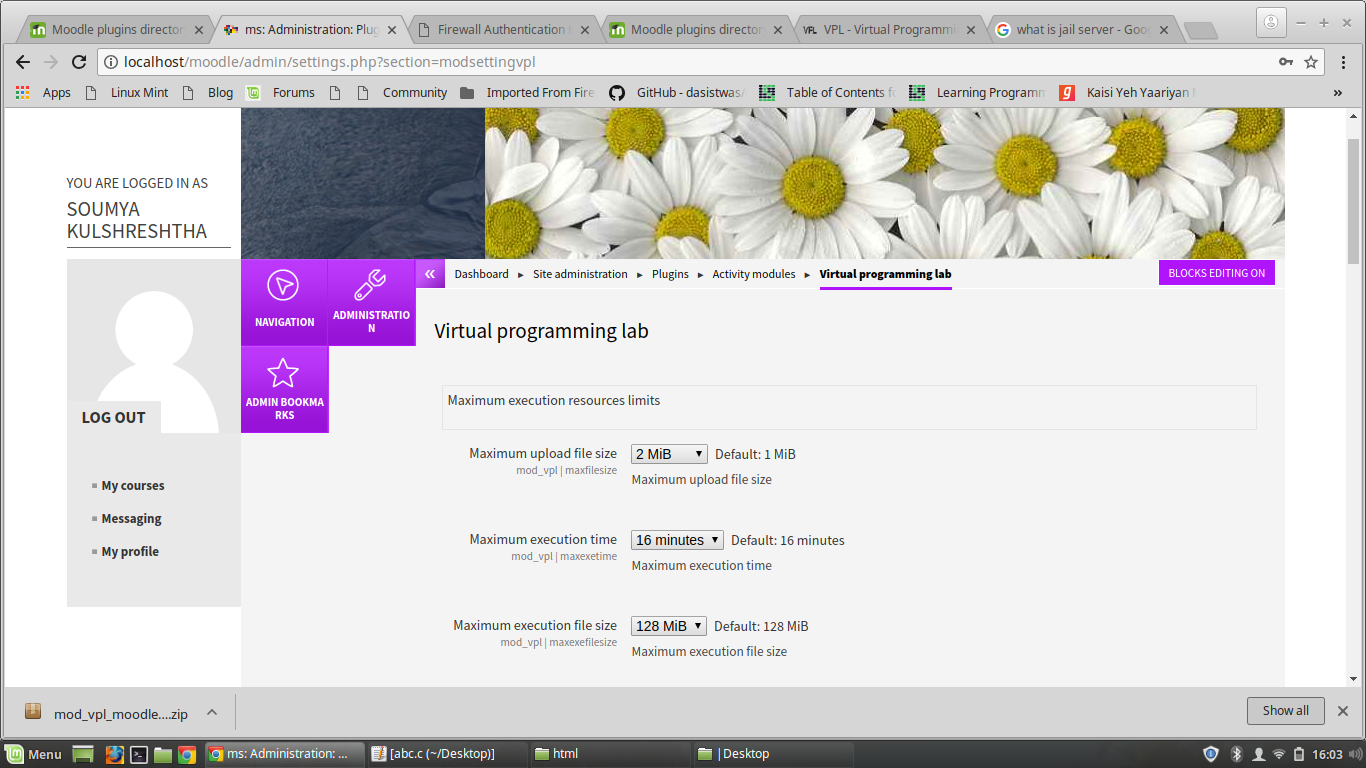 Moodle plugins director
ms: Administration: Plug
Firewall Authentication
Moodle plugins director
VPL - Virtual Programmi
what is jail server - Goog
localhost/moodle/admin/settings.php?section=modsettingvpl
Apps
Linux Mint
Blog
Forums
Community
Imported From Fire
GitHub - dasistwas/
Table of Contents fo
Learning Programm
Kaisi Yeh Yaariyan
»
YOU ARE LOGGED IN AS
SOUMYA
KULSHRESHTHA
LOG OUT
My courses
Messaging
My profile
NAVIGATION
ADMINISTRATIO
N
ADMIN BOOKMA
RKS
«
Dashboard ► Site administration ► Plugins ► Activity modules ► Virtual programming lab
BLOCKS EDITING ON
Virtual programming lab
Maximum execution resources limits
Maximum upload file size 2 MiB Default: 1 MiB
mod_vpl | maxfilesize
Maximum upload file size
Maximum execution time 16 minutes Default: 16 minutes
mod_vpl | maxexetime
Maximum execution time
Maximum execution file size 128 MiB Default: 128 MiB
mod_vpl | maxexefilesize
Maximum execution file size
mod_vpl_moodle....zip
Show all
Menu
ms: Administration: ...
[abc.c (~/Desktop)]
html
|Desktop
16:03